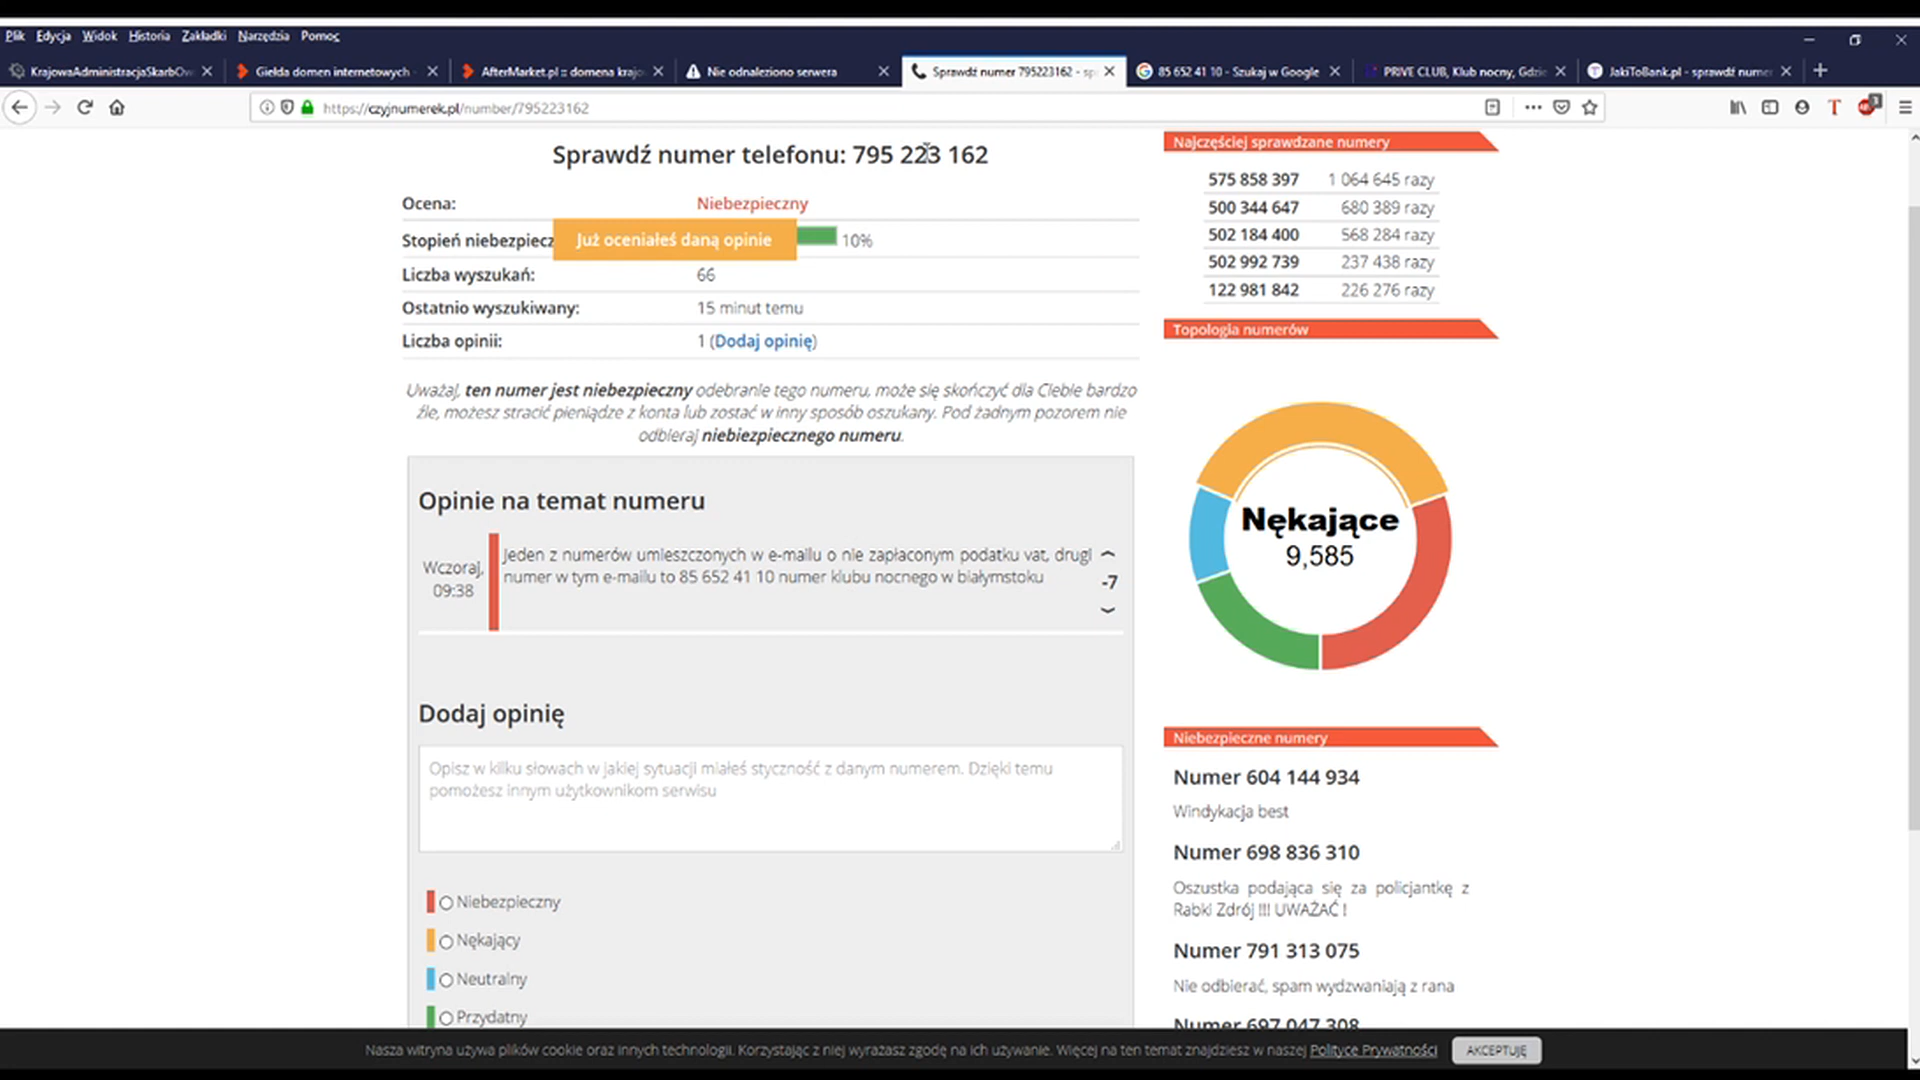 Plik Edycja Widok Historia Zakładki Narzędzia Pomoc
KrajowaAdministracjaSkarbOw
Giełda domen internetowych
AfterMarket.pl :: domena krajo
Nie odnaleziono serwera
Sprawdź numer 795223162 - sp
85 652 41 10 - Szukaj w Google
PRIVE CLUB, Klub nocny, Gdzie
JakiToBank.pl - sprawdź nume
https://czyjnumerek.pl/number/795223162
Sprawdź numer telefonu: 795 223 162
Ocena: Niebezpieczny
Stopień niebezpiecz
Już oceniałeś daną opinie
10%
Liczba wyszukań: 66
Ostatnio wyszukiwany: 15 minut temu
Liczba opinii: 1 (Dodaj opinię)
Uważaj, ten numer jest niebezpieczny odebranie tego numeru, może się skończyć dla Ciebie bardzo
źle, możesz stracić pieniądze z konta lub zostać w inny sposób oszukany. Pod żadnym pozorem nie
odbieraj niebiezpiecznego numeru.
Opinie na temat numeru
Wczoraj,
09:38
Jeden z numerów umieszczonych w e-mailu o nie zapłaconym podatku vat, drugi
numer w tym e-mailu to 85 652 41 10 numer klubu nocnego w białymstoku
-7
Dodaj opinię
Opisz w kilku słowach w jakiej sytuacji miałeś styczność z danym numerem. Dzięki temu
pomożesz innym użytkownikom serwisu
Niebezpieczny
Nękający
Neutralny
Przydatny
Najczęściej sprawdzane numery
575 858 397 1 064 645 razy
500 344 647 680 389 razy
502 184 400 568 284 razy
502 992 739 237 438 razy
122 981 842 226 276 razy
Topologia numerów
Nękające
9,585
Niebezpieczne numery
Numer 604 144 934
Windykacja best
Numer 698 836 310
Oszustka podająca się za policjantkę z
Rabki Zdrój !!! UWAŻAĆ !
Numer 791 313 075
Nie odbierać, spam wydzwaniają z rana
Numer 697 047 308
Nasza witryna używa plików cookie oraz innych technologii. Korzystając z niej wyrażasz zgodę na ich używanie. Więcej na ten temat znajdziesz w naszej Polityce Prywatności
AKCEPTUJĘ